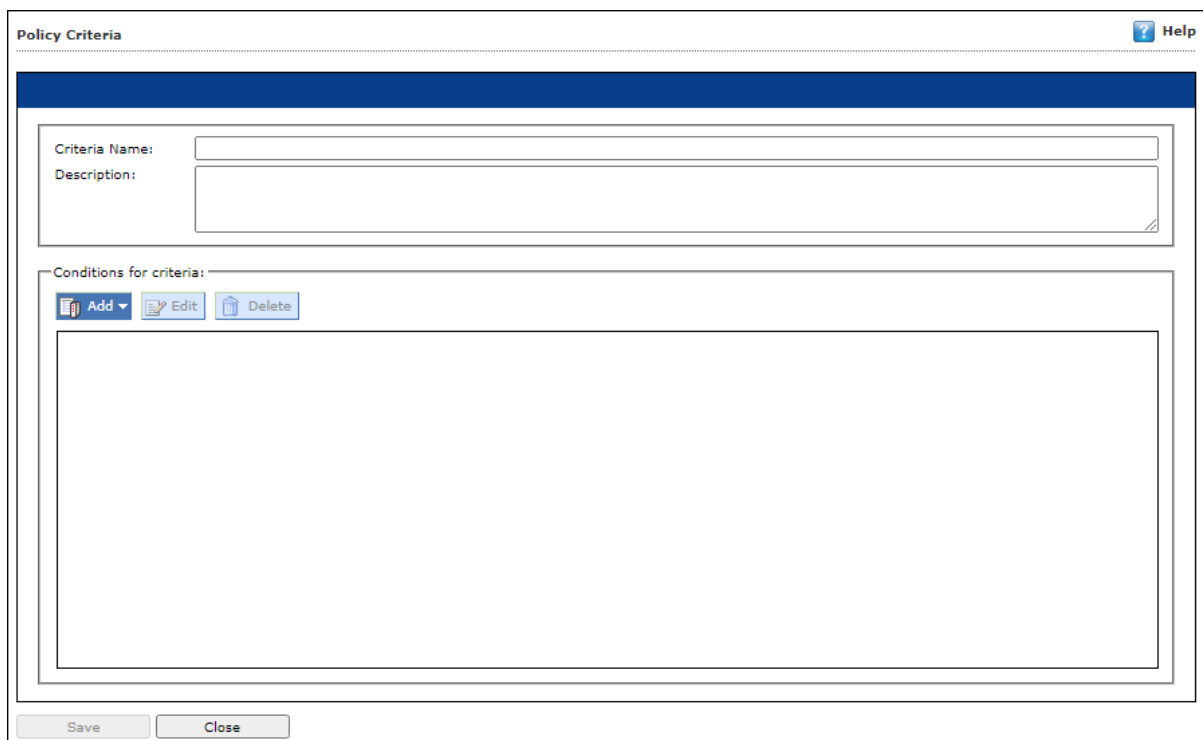 Policy Criteria
? Help
Criteria Name:
Description:
Conditions for criteria:
Add Edit Delete
Save Close